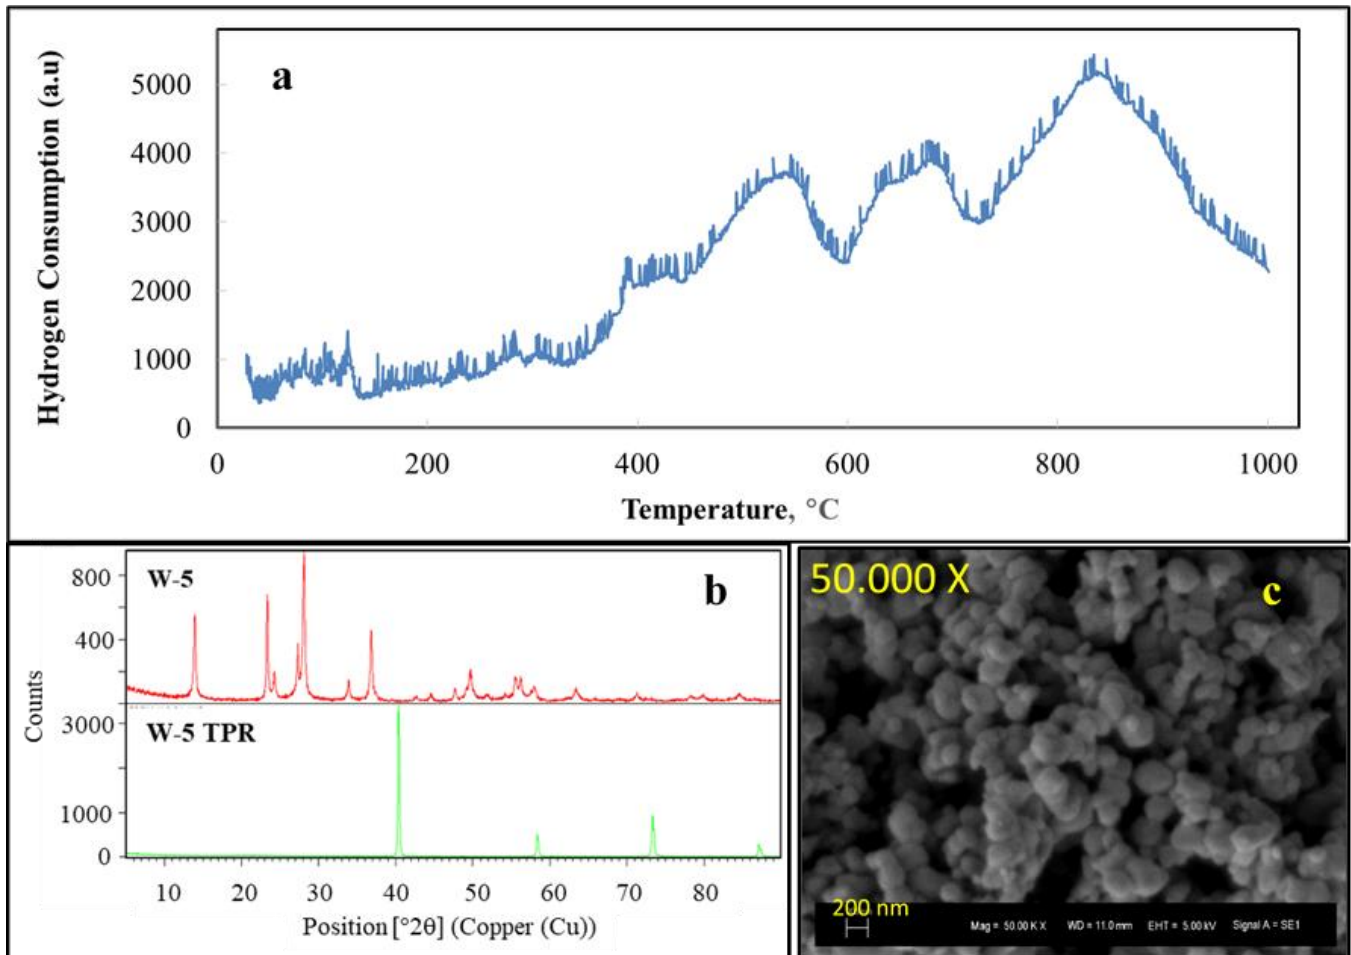 a
Hydrogen Consumption (a.u)
5000
4000
3000
2000
1000
0
0 200 400 600 800 1000
Temperature, °C
b
W-5
800
400
Counts
W-5 TPR
3000
1000
0
10 20 30 40 50 60 70 80
Position [°2θ] (Copper (Cu))
50.000 X
c
200 nm
Mag = 50.00 K X WD = 11.0 mm EHT = 5.00 kV Signal A = SE1